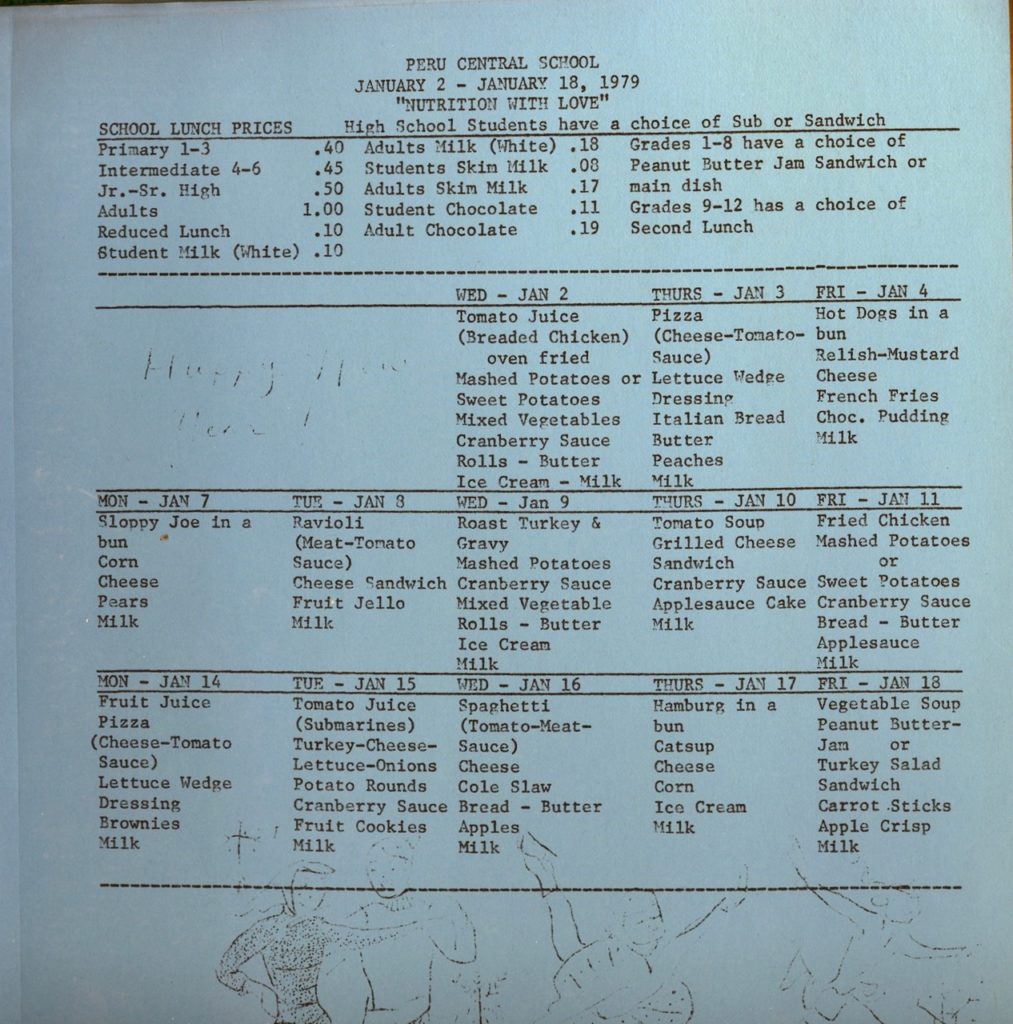 PERU CENTRAL SCHOOL
JANUARY 2 - JANUARY 18, 1979
"NUTRITION WITH LOVE"
SCHOOL LUNCH PRICES High School Students have a choice of Sub or Sandwich
Primary 1-3 .40 Adults Milk (White) .18 Grades 1-8 have a choice of
Intermediate 4-6 .45 Students Skim Milk .08 Peanut Butter Jam Sandwich or
Jr.-Sr. High .50 Adults Skim Milk .17 main dish
Adults 1.00 Student Chocolate .11 Grades 9-12 has a choice of
Reduced Lunch .10 Adult Chocolate .19 Second Lunch
Student Milk (White) .10
Happy New
Year!
WED - JAN 2
Tomato Juice
(Breaded Chicken)
oven fried
Mashed Potatoes or
Sweet Potatoes
Mixed Vegetables
Cranberry Sauce
Rolls - Butter
Ice Cream - Milk
THURS - JAN 3
Pizza
(Cheese-Tomato-
Sauce)
Lettuce Wedge
Dressing
Italian Bread
Butter
Peaches
Milk
FRI - JAN 4
Hot Dogs in a
bun
Relish-Mustard
Cheese
French Fries
Choc. Pudding
Milk
MON - JAN 7
Sloppy Joe in a
bun
Corn
Cheese
Pears
Milk
TUE - JAN 8
Ravioli
(Meat-Tomato
Sauce)
Cheese Sandwich
Fruit Jello
Milk
WED - Jan 9
Roast Turkey &
Gravy
Mashed Potatoes
Cranberry Sauce
Mixed Vegetable
Rolls - Butter
Ice Cream
Milk
THURS - JAN 10
Tomato Soup
Grilled Cheese
Sandwich
Cranberry Sauce
Applesauce Cake
Milk
FRI - JAN 11
Fried Chicken
Mashed Potatoes
or
Sweet Potatoes
Cranberry Sauce
Bread - Butter
Applesauce
Milk
MON - JAN 14
Fruit Juice
Pizza
(Cheese-Tomato
Sauce)
Lettuce Wedge
Dressing
Brownies
Milk
TUE - JAN 15
Tomato Juice
(Submarines)
Turkey-Cheese-
Lettuce-Onions
Potato Rounds
Cranberry Sauce
Fruit Cookies
Milk
WED - JAN 16
Spaghetti
(Tomato-Meat-
Sauce)
Cheese
Cole Slaw
Bread - Butter
Apples
Milk
THURS - JAN 17
Hamburg in a
bun
Catsup
Cheese
Corn
Ice Cream
Milk
FRI - JAN 18
Vegetable Soup
Peanut Butter-
Jam or
Turkey Salad
Sandwich
Carrot Sticks
Apple Crisp
Milk